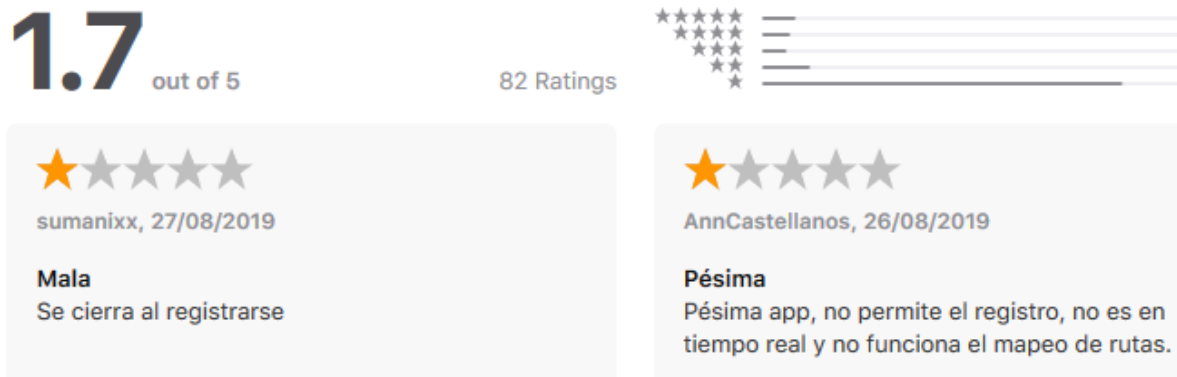 1.7 out of 5
82 Ratings
sumanixx, 27/08/2019
Mala
Se cierra al registrarse
AnnCastellanos, 26/08/2019
Pésima
Pésima app, no permite el registro, no es en
tiempo real y no funciona el mapeo de rutas.